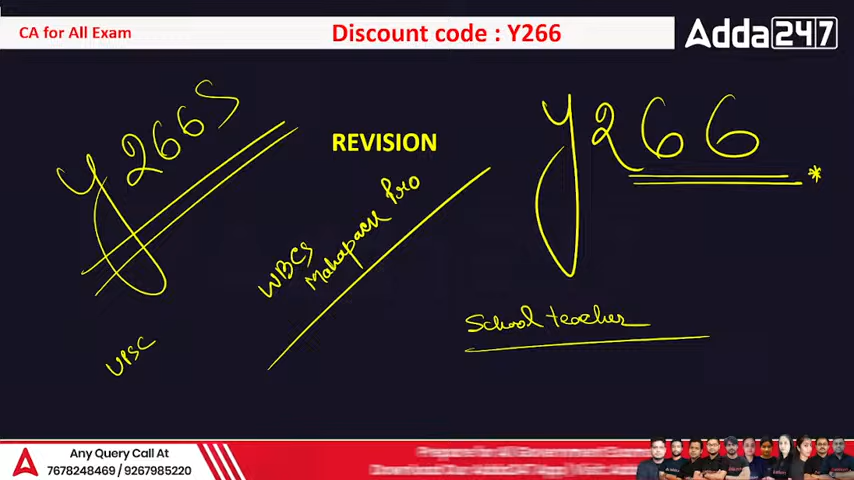 CA for All Exam
Discount code : Y266
Adda247
Y266S
REVISION
Y266
WBCS
Mahapack Pro
School teacher
UPSC
Any Query Call At
7678248469 / 9267985220